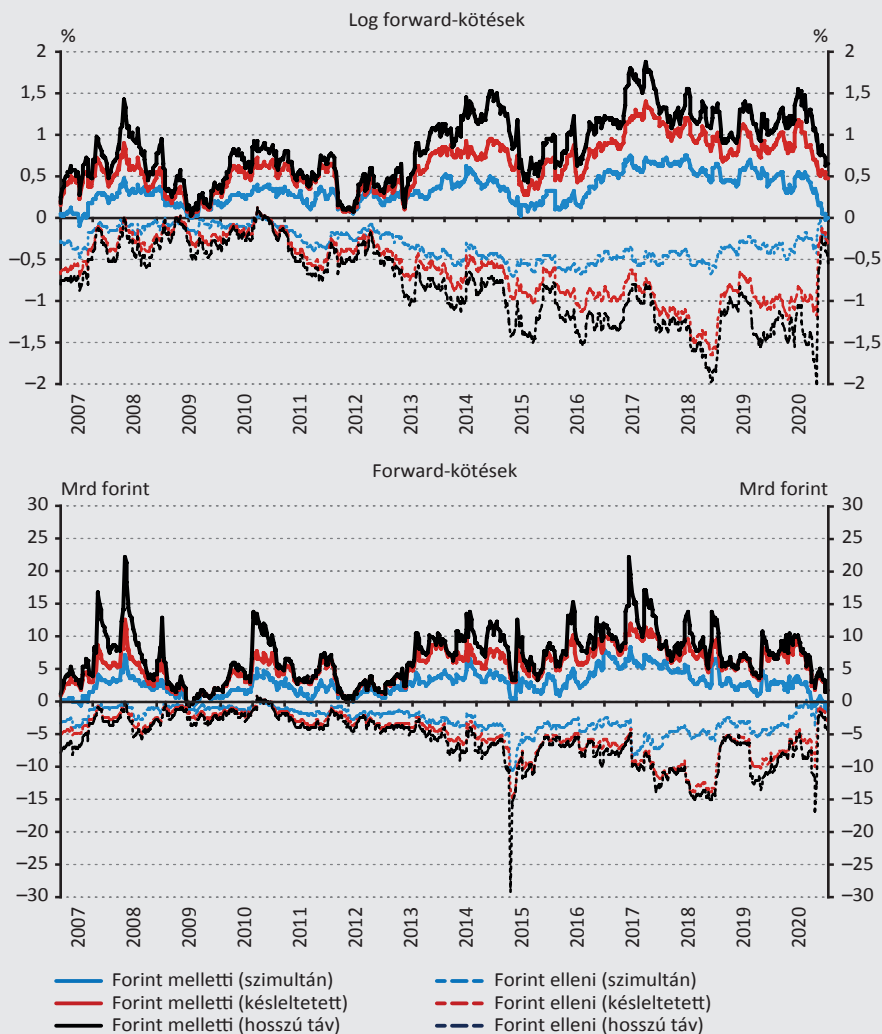 Log forward-kötések
% %
2 2
1,5 1,5
1 1
0,5 0,5
0 0
−0,5 −0,5
−1 −1
−1,5 −1,5
−2 −2
2007 2008 2009 2010 2011 2012 2013 2014 2015 2016 2017 2018 2019 2020
Forward-kötések
Mrd forint Mrd forint
30 30
25 25
20 20
15 15
10 10
5 5
0 0
−5 −5
−10 −10
−15 −15
−20 −20
−25 −25
−30 −30
2007 2008 2009 2010 2011 2012 2013 2014 2015 2016 2017 2018 2019 2020
Forint melletti (szimultán) Forint elleni (szimultán)
Forint melletti (késleltetett) Forint elleni (késleltetett)
Forint melletti (hosszú táv) Forint elleni (hosszú táv)